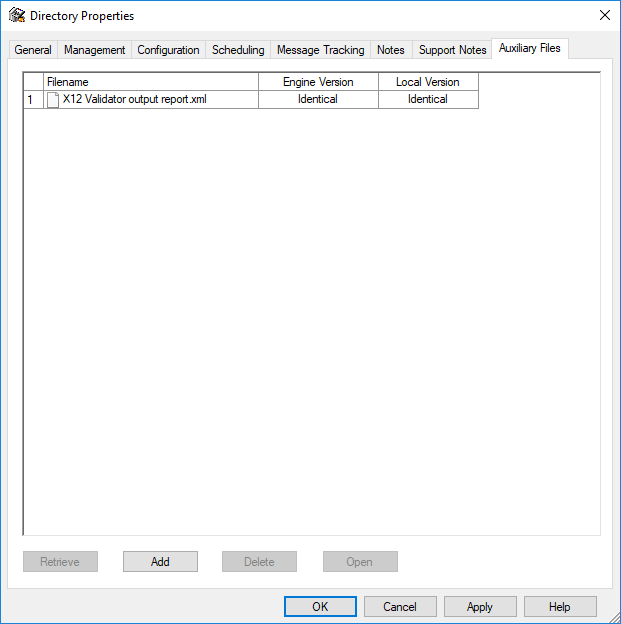 Directory Properties
General Management Configuration Scheduling Message Tracking Notes Support Notes Auxiliary Files
Filename Engine Version Local Version
1 X12 Validator output report.xml Identical Identical
Retrieve Add Delete Open
OK Cancel Apply Help